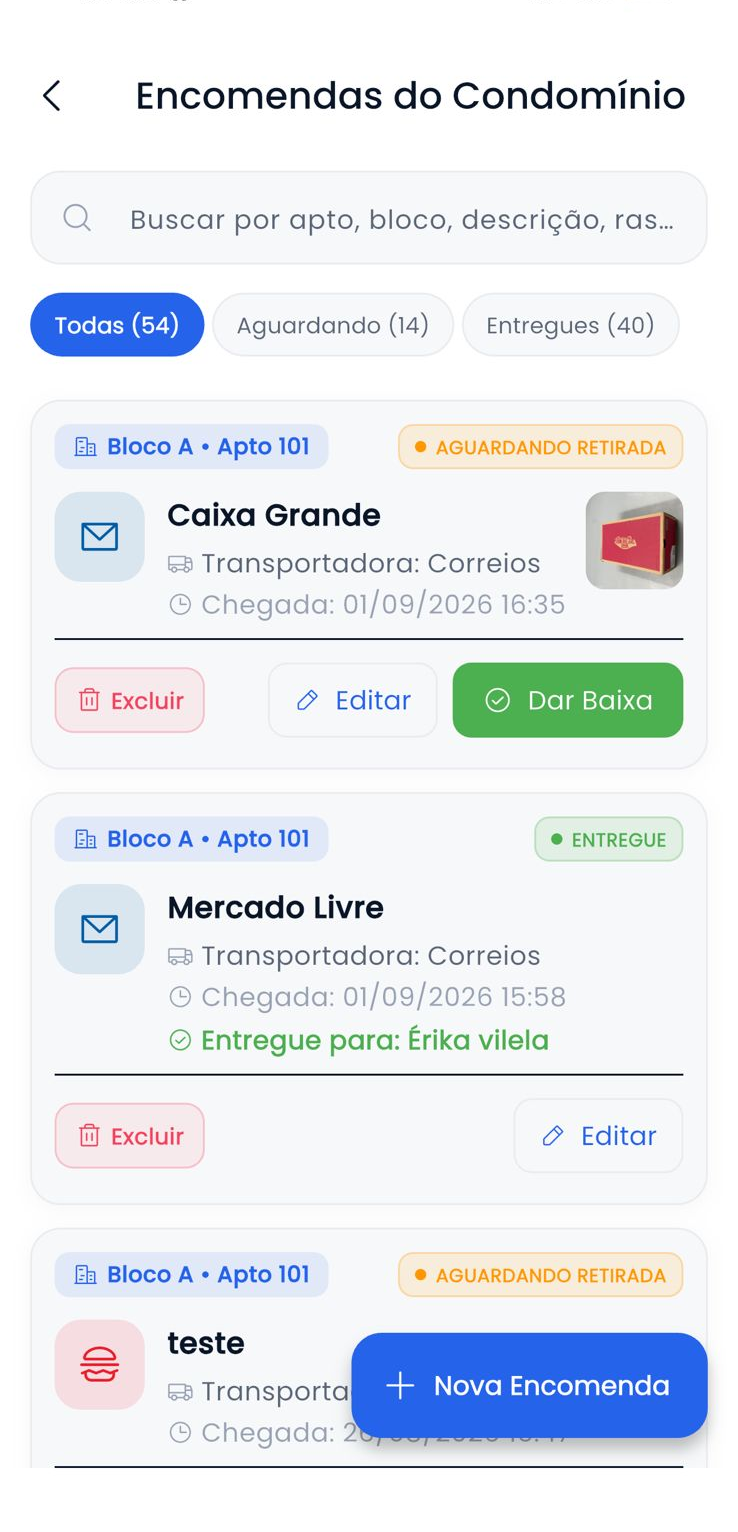 Encomendas do Condomínio
Buscar por apto, bloco, descrição, ras...
Todas (54) Aguardando (14) Entregues (40)
Bloco A • Apto 101 AGUARDANDO RETIRADA
Caixa Grande
Transportadora: Correios
Chegada: 01/09/2026 16:35
Excluir Editar Dar Baixa
Bloco A • Apto 101 ENTREGUE
Mercado Livre
Transportadora: Correios
Chegada: 01/09/2026 15:58
Entregue para: Érika vilela
Excluir Editar
Bloco A • Apto 101 AGUARDANDO RETIRADA
teste
Nova Encomenda
Chegada: